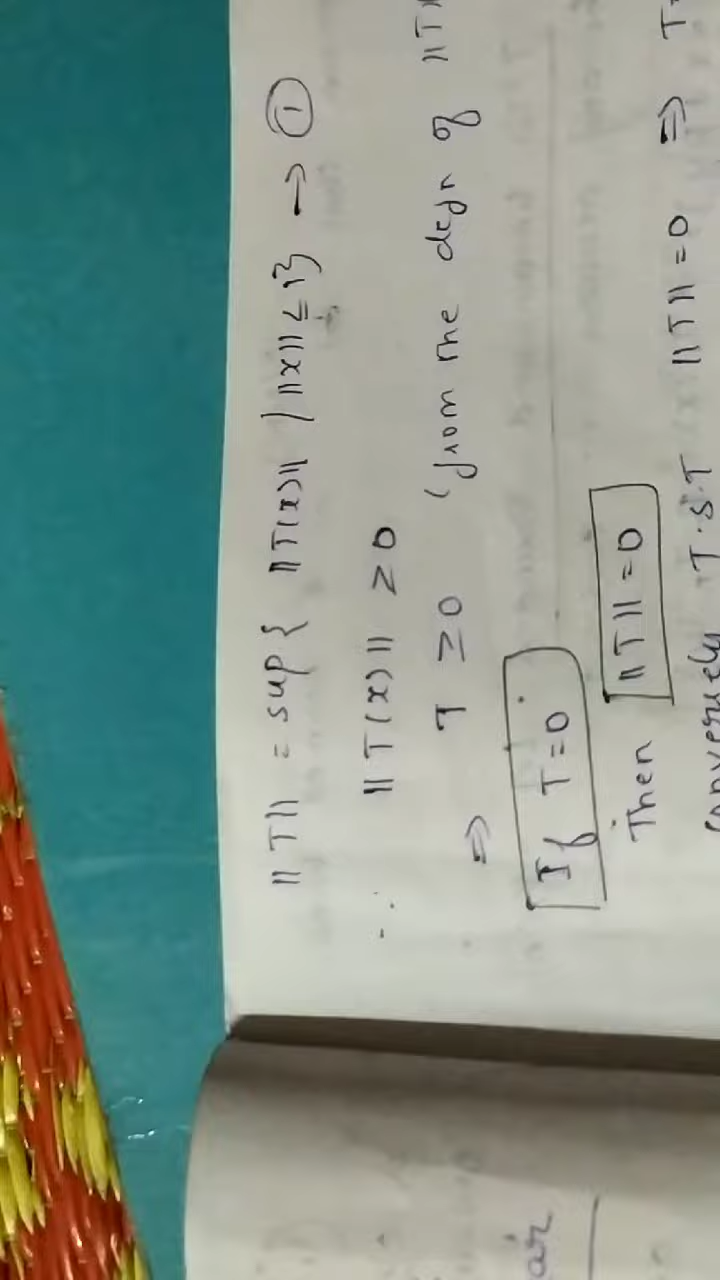 ||T|| = sup{ ||T(x)|| / ||x|| ≤ 1} → ①
∴ ||T(x)|| ≥ 0
⇒ T ≥ 0 (from the defn of ||T||
If T=0
Then ||T||=0
Conversely T.S.T ||T||=0 ⇒ T=